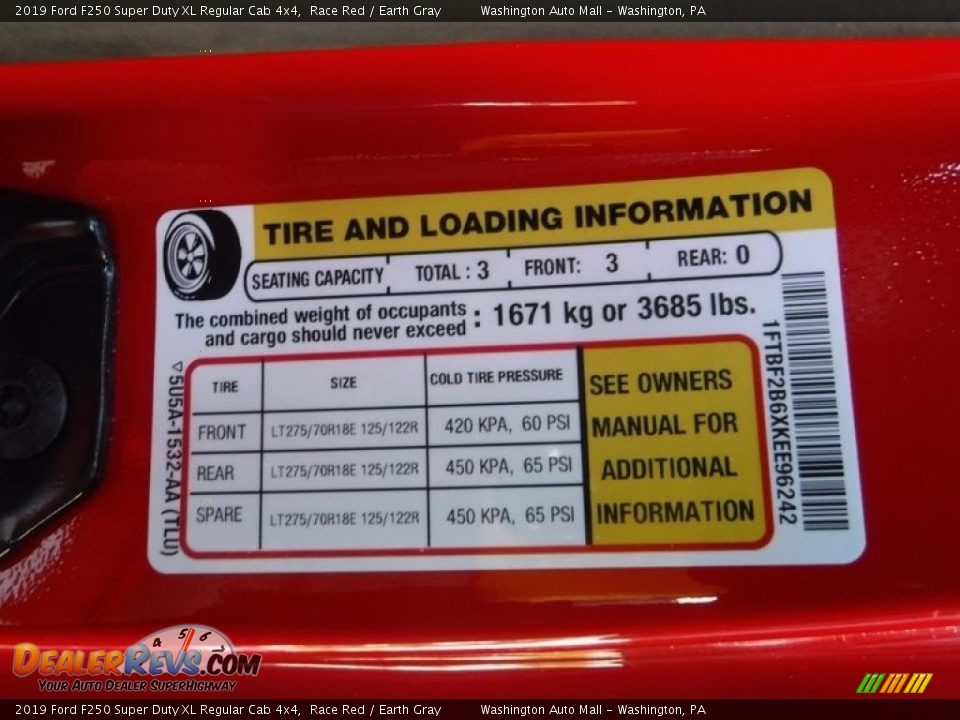 2019 Ford F250 Super Duty XL Regular Cab 4x4, Race Red / Earth Gray Washington Auto Mall - Washington, PA
TIRE AND LOADING INFORMATION
SEATING CAPACITY TOTAL : 3 FRONT: 3 REAR: 0
The combined weight of occupants
and cargo should never exceed : 1671 kg or 3685 lbs.
TIRE SIZE COLD TIRE PRESSURE
FRONT LT275/70R18E 125/122R 420 KPA, 60 PSI
REAR LT275/70R18E 125/122R 450 KPA, 65 PSI
SPARE LT275/70R18E 125/122R 450 KPA, 65 PSI
SEE OWNERS
MANUAL FOR
ADDITIONAL
INFORMATION
5U5A-1532-AA (TLU)
1FTBF2B6XKEE96242
4 5 6 7
DEALERREVS.COM
YOUR AUTO DEALER SUPERHIGHWAY
2019 Ford F250 Super Duty XL Regular Cab 4x4, Race Red / Earth Gray Washington Auto Mall - Washington, PA